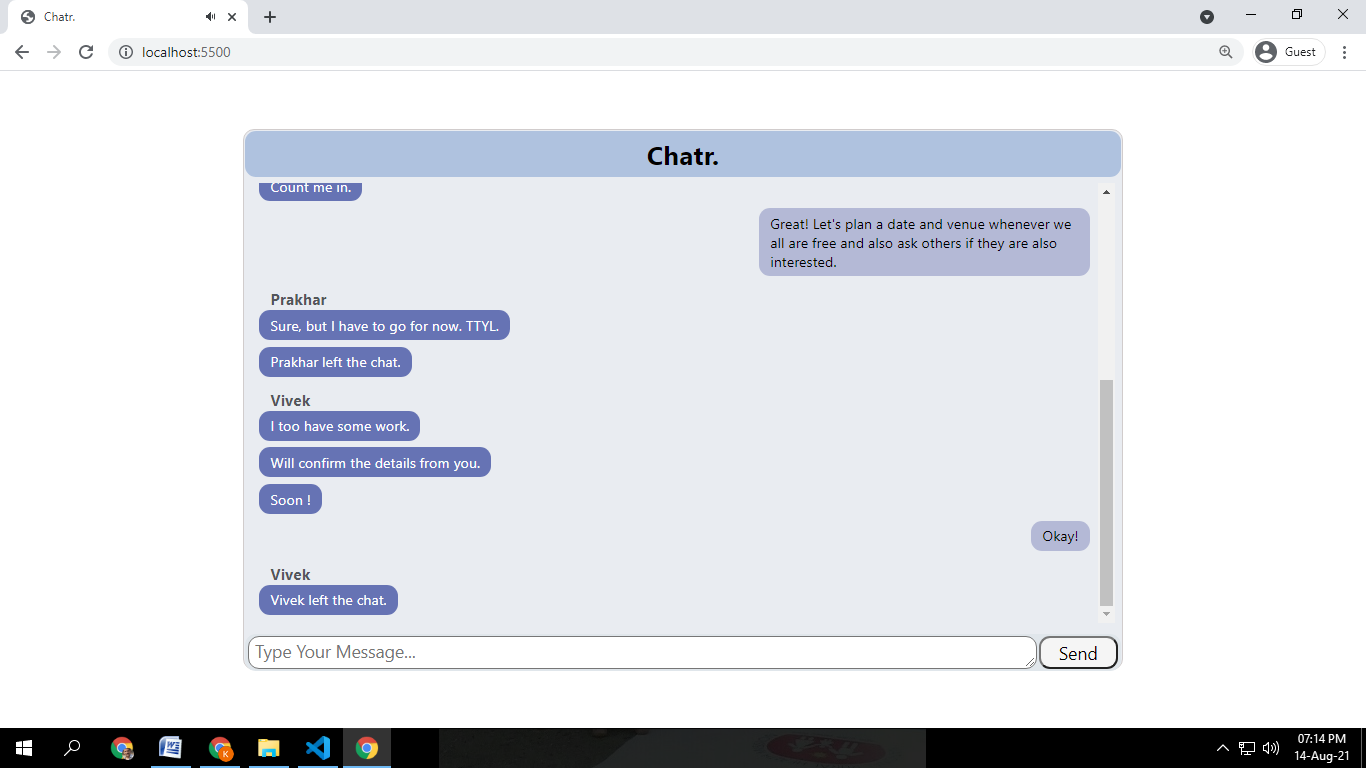 Chatr.
localhost:5500
Guest
Chatr.
Count me in.
Great! Let's plan a date and venue whenever we
all are free and also ask others if they are also
interested.
Prakhar
Sure, but I have to go for now. TTYL.
Prakhar left the chat.
Vivek
I too have some work.
Will confirm the details from you.
Soon !
Okay!
Vivek
Vivek left the chat.
Type Your Message...
Send
K
07:14 PM
14-Aug-21